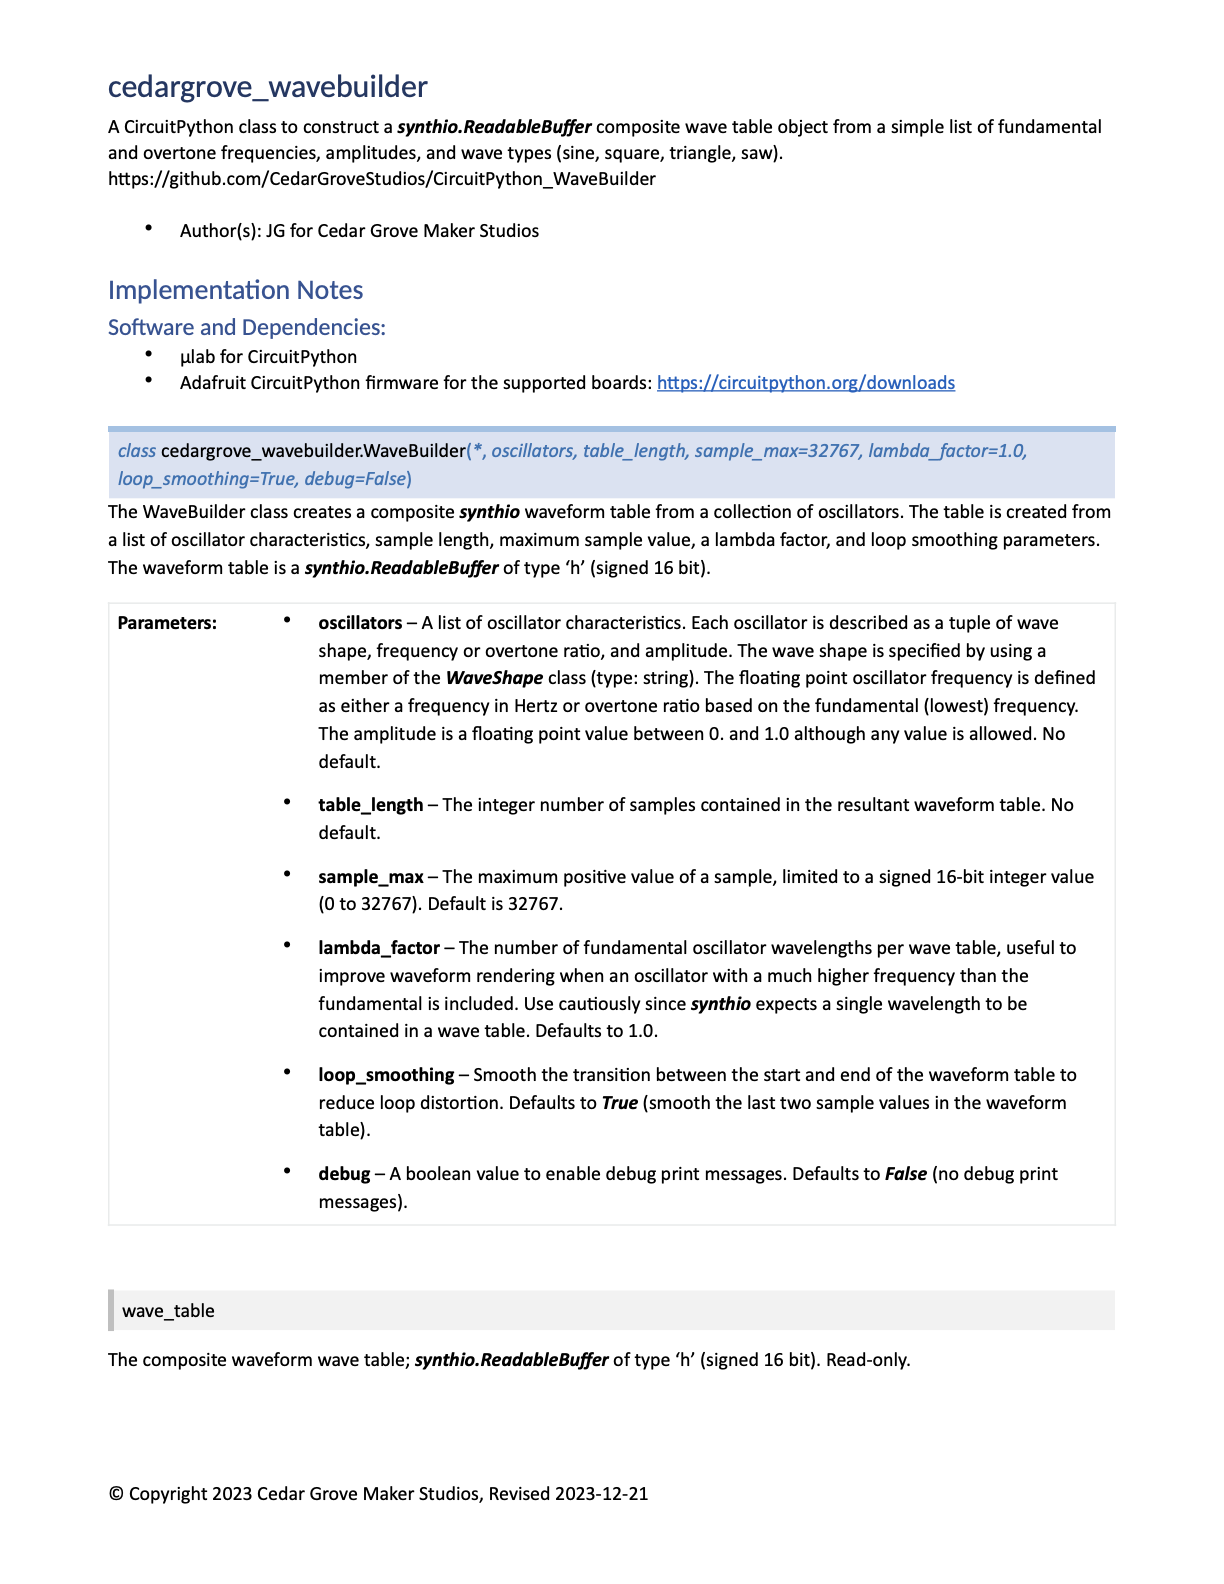 cedargrove_wavebuilder
A CircuitPython class to construct a synthio.ReadableBuffer composite wave table object from a simple list of fundamental
and overtone frequencies, amplitudes, and wave types (sine, square, triangle, saw).
https://github.com/CedarGroveStudios/CircuitPython_WaveBuilder
• Author(s): JG for Cedar Grove Maker Studios
Implementation Notes
Software and Dependencies:
• µlab for CircuitPython
• Adafruit CircuitPython firmware for the supported boards: https://circuitpython.org/downloads
class cedargrove_wavebuilder.WaveBuilder(*, oscillators, table_length, sample_max=32767, lambda_factor=1.0,
loop_smoothing=True, debug=False)
The WaveBuilder class creates a composite synthio waveform table from a collection of oscillators. The table is created from
a list of oscillator characteristics, sample length, maximum sample value, a lambda factor, and loop smoothing parameters.
The waveform table is a synthio.ReadableBuffer of type ‘h’ (signed 16 bit).
Parameters: • oscillators – A list of oscillator characteristics. Each oscillator is described as a tuple of wave
shape, frequency or overtone ratio, and amplitude. The wave shape is specified by using a
member of the WaveShape class (type: string). The floating point oscillator frequency is defined
as either a frequency in Hertz or overtone ratio based on the fundamental (lowest) frequency.
The amplitude is a floating point value between 0. and 1.0 although any value is allowed. No
default.
• table_length – The integer number of samples contained in the resultant waveform table. No
default.
• sample_max – The maximum positive value of a sample, limited to a signed 16-bit integer value
(0 to 32767). Default is 32767.
• lambda_factor – The number of fundamental oscillator wavelengths per wave table, useful to
improve waveform rendering when an oscillator with a much higher frequency than the
fundamental is included. Use cautiously since synthio expects a single wavelength to be
contained in a wave table. Defaults to 1.0.
• loop_smoothing – Smooth the transition between the start and end of the waveform table to
reduce loop distortion. Defaults to True (smooth the last two sample values in the waveform
table).
• debug – A boolean value to enable debug print messages. Defaults to False (no debug print
messages).
wave_table
The composite waveform wave table; synthio.ReadableBuffer of type ‘h’ (signed 16 bit). Read-only.
© Copyright 2023 Cedar Grove Maker Studios, Revised 2023-12-21